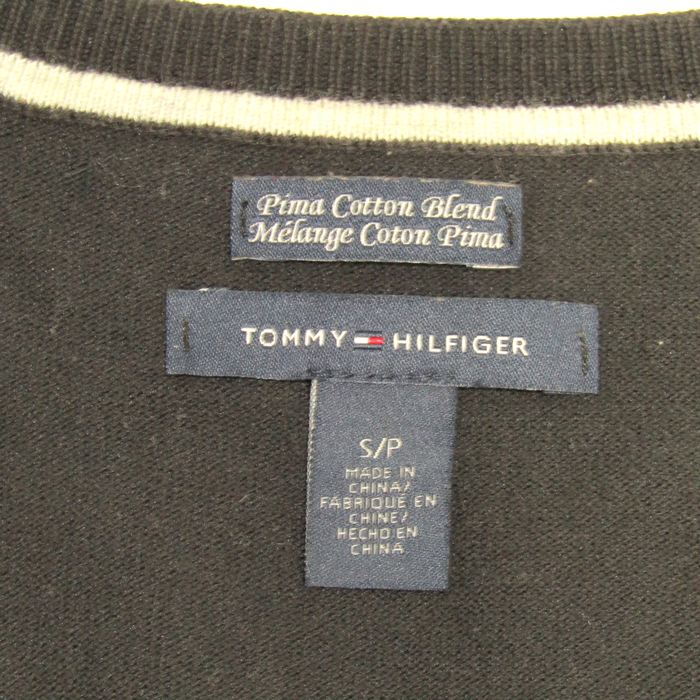 Pima Cotton Blend
Mélange Coton Pima
TOMMY HILFIGER
S/P
MADE IN
CHINA/
FABRIQUÉ EN
CHINE/
HECHO EN
CHINA